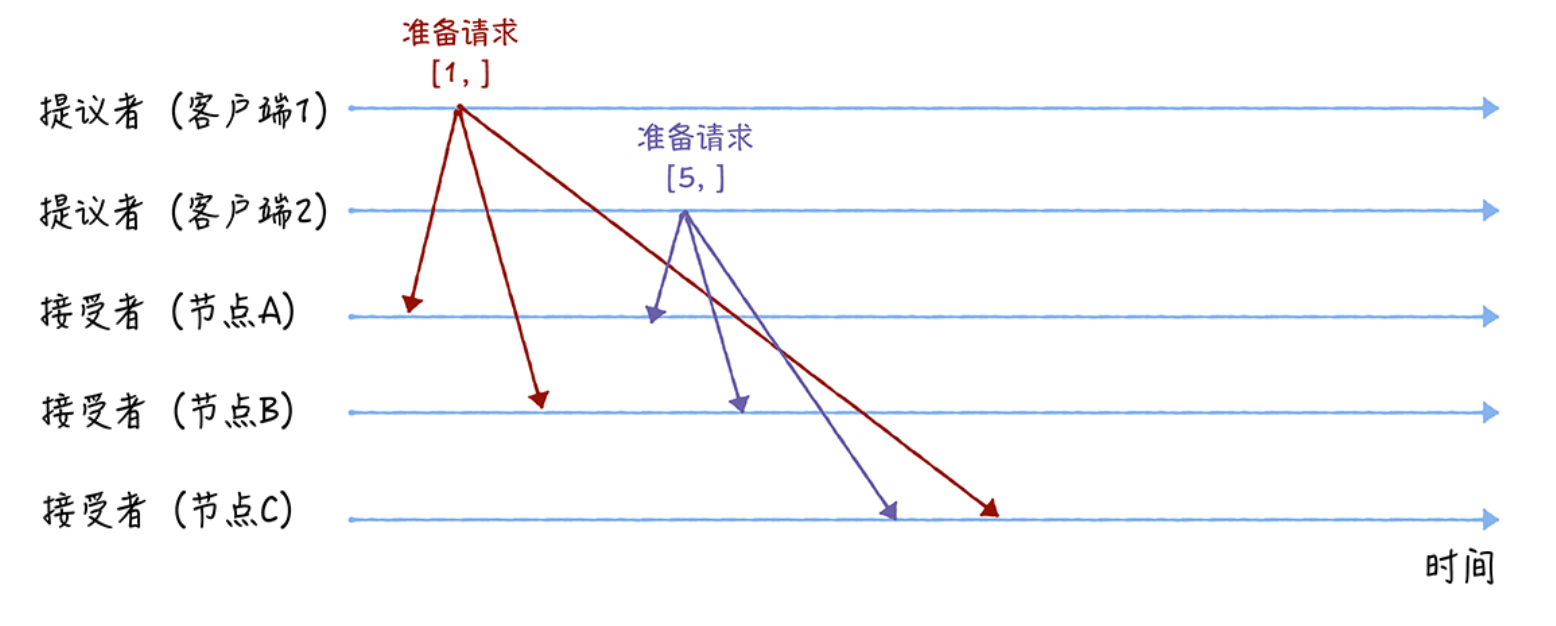 准备请求
[1, ]
提议者（客户端1）
准备请求
[5, ]
提议者（客户端2）
接受者（节点A）
接受者（节点B）
接受者（节点C）
时间